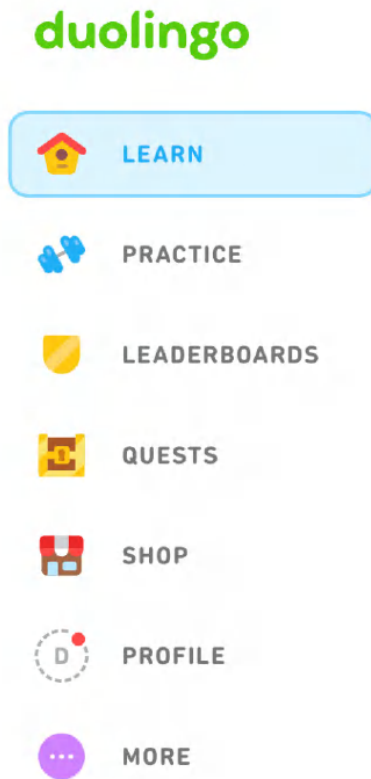 duolingo
LEARN
PRACTICE
LEADERBOARDS
QUESTS
SHOP
D
PROFILE
MORE